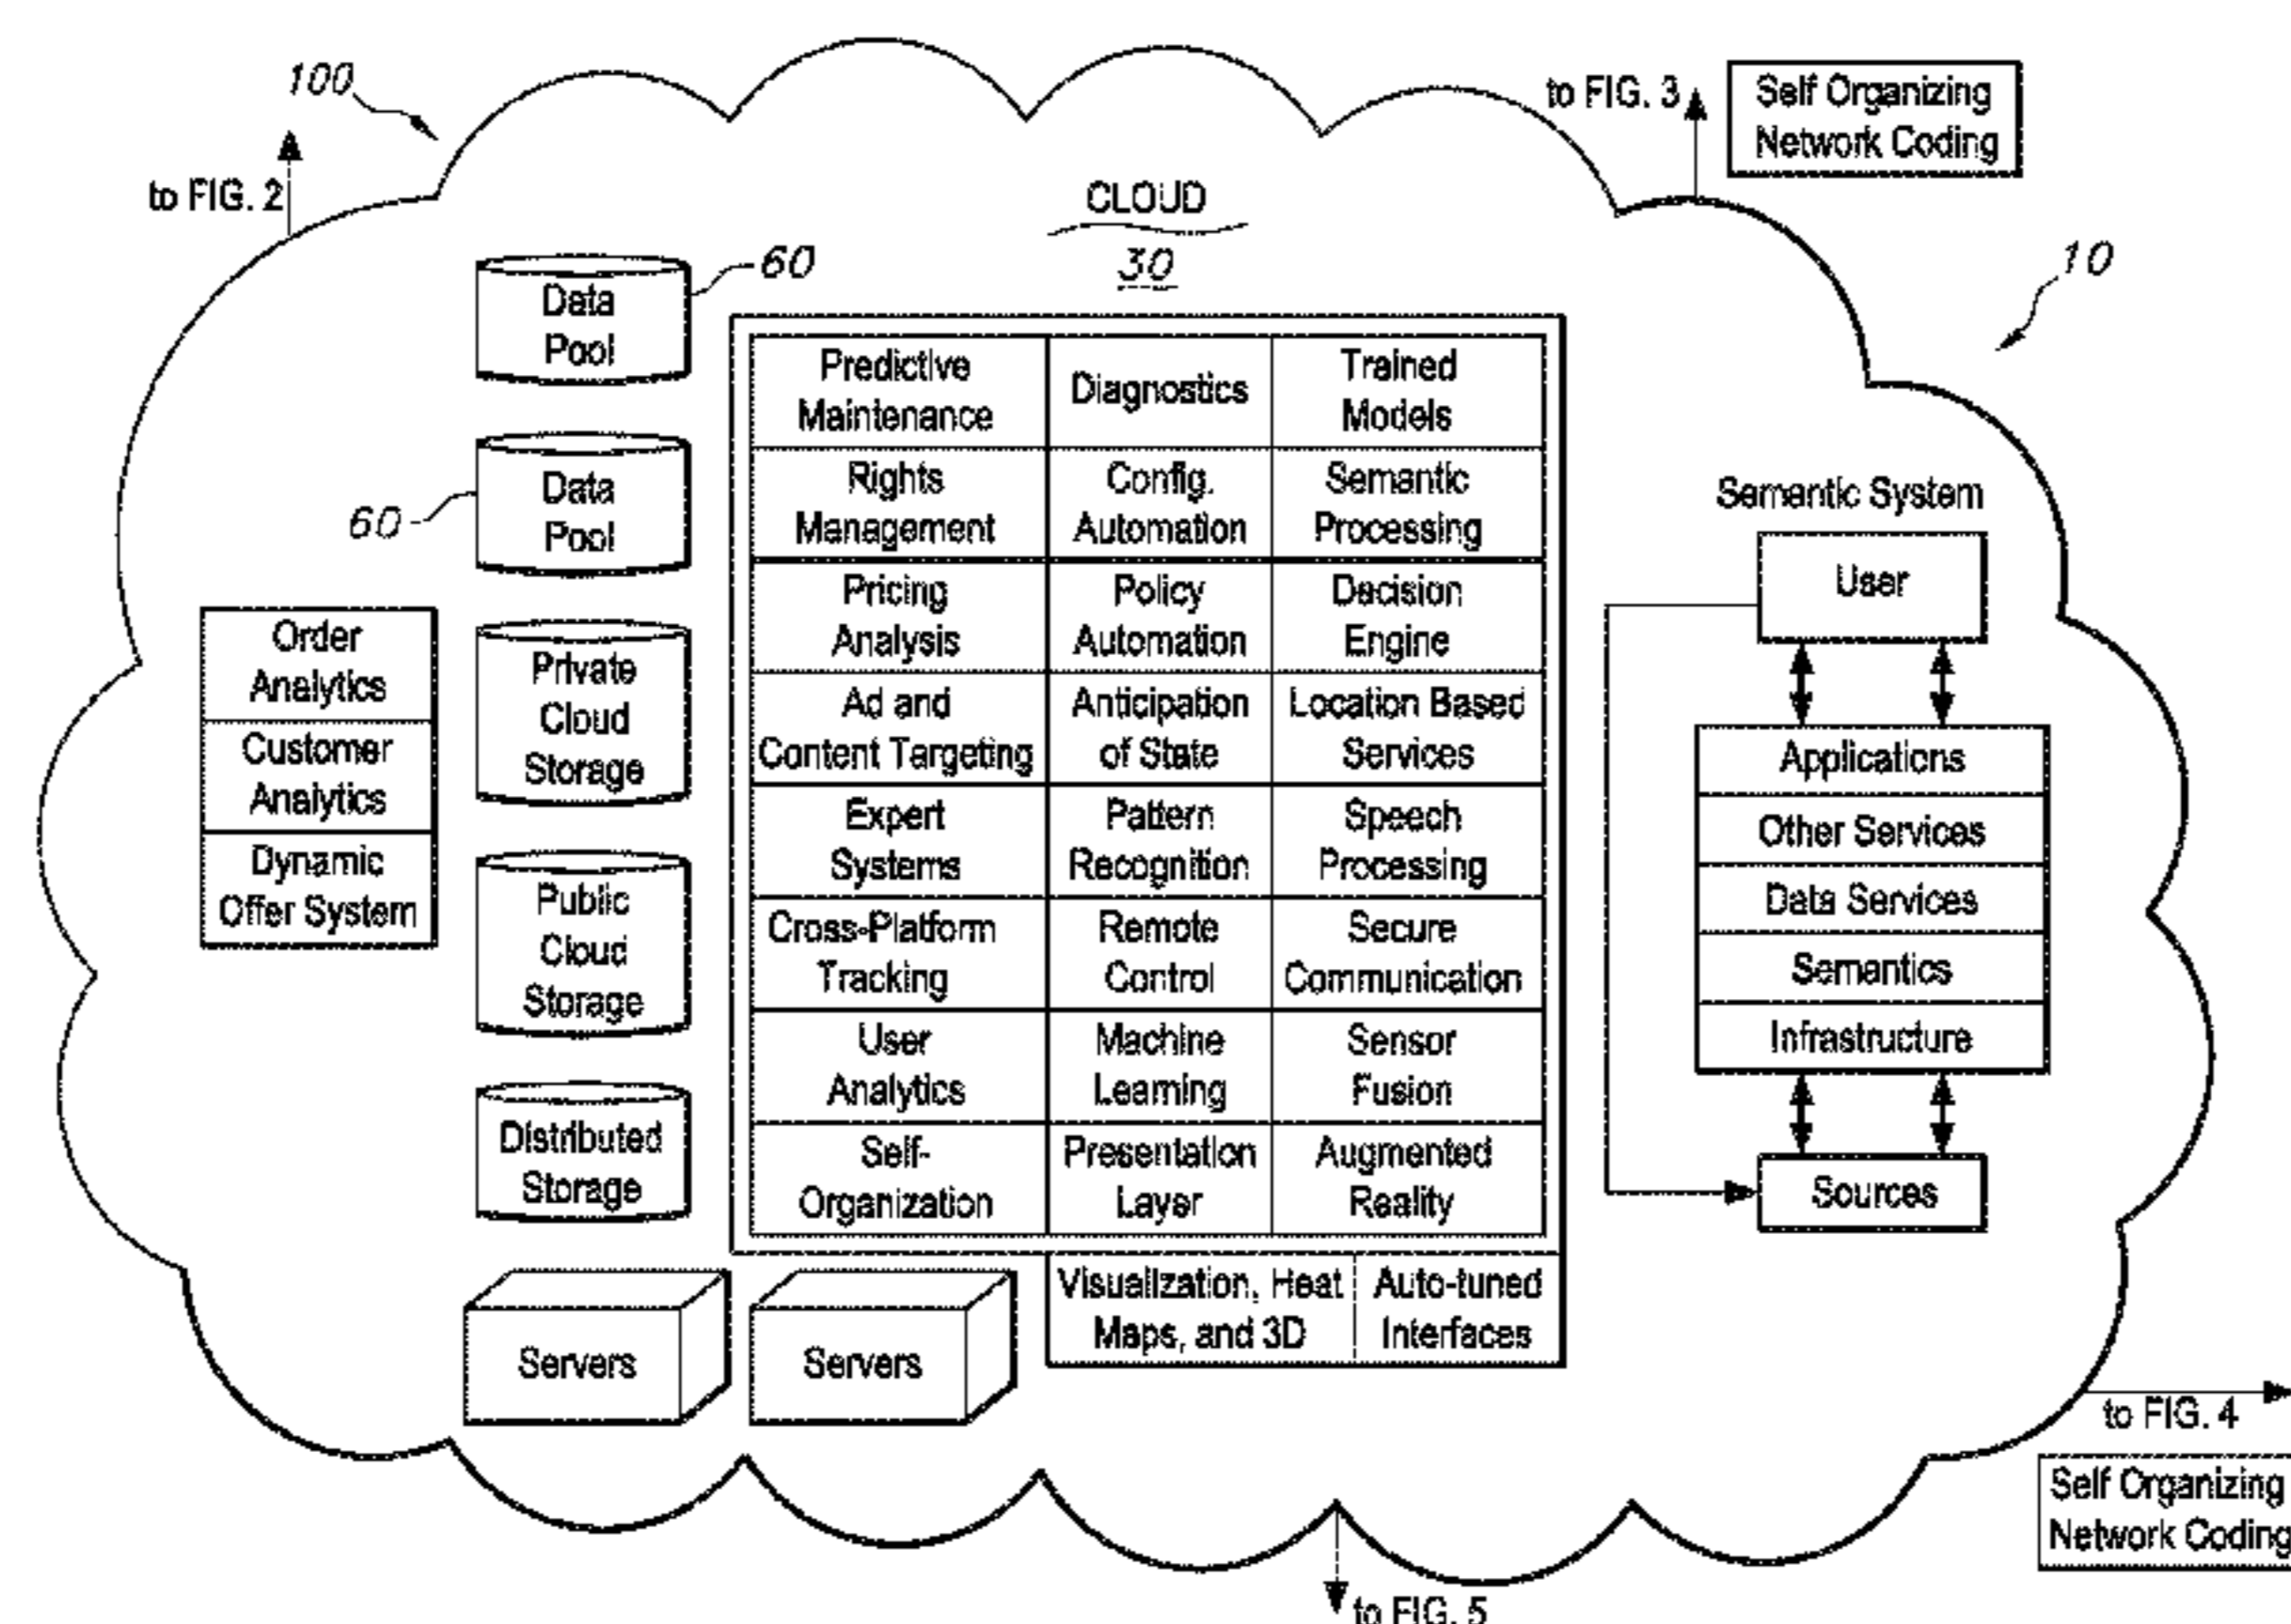 100
to FIG. 2
to FIG. 3
Self Organizing
Network Coding
CLOUD
30
10
60
Data
Pool
60
Data
Pool
Private
Cloud
Storage
Public
Cloud
Storage
Distributed
Storage
Order
Analytics
Customer
Analytics
Dynamic
Offer System
Predictive
Maintenance
Diagnostics
Trained
Models
Rights
Management
Config.
Automation
Semantic
Processing
Pricing
Analysis
Policy
Automation
Decision
Engine
Ad and
Content Targeting
Anticipation
of State
Location Based
Services
Expert
Systems
Pattern
Recognition
Speech
Processing
Cross-Platform
Tracking
Remote
Control
Secure
Communication
User
Analytics
Machine
Learning
Sensor
Fusion
Self-
Organization
Presentation
Layer
Augmented
Reality
Visualization, Heat
Maps, and 3D
Auto-tuned
Interfaces
Servers
Servers
Semantic System
User
Applications
Other Services
Data Services
Semantics
Infrastructure
Sources
to FIG. 4
Self Organizing
Network Coding
to FIG. 5